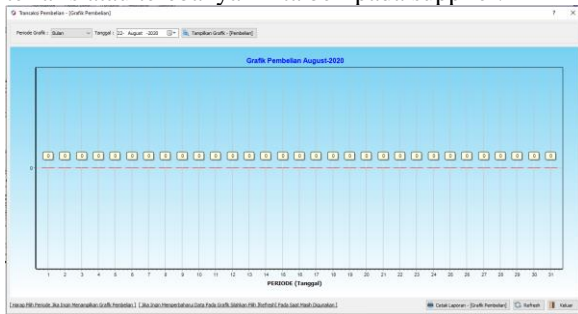 Transaksi Pembelian - [Grafik Pembelian]
Periode Grafik : Bulan Tanggal : 22- August -2020 Tampilkan Grafik - [Pembelian]
Grafik Pembelian August-2020
0 0 0 0 0 0 0 0 0 0 0 0 0 0 0 0 0 0 0 0 0 0 0 0 0 0 0 0 0 0 0
0
1 2 3 4 5 6 7 8 9 10 11 12 13 14 15 16 17 18 19 20 21 22 23 24 25 26 27 28 29 30 31
PERIODE (Tanggal)
[ Harap Pilih Periode Jika Ingin Menampilkan Grafik Pembelian ] [ Jika Ingin Memperbaharui Data Pada Grafik Silahkan Pilih [Refresh] Pada Saat Masih Digunakan ] Cetak Laporan - [Grafik Pembelian] Refresh Keluar